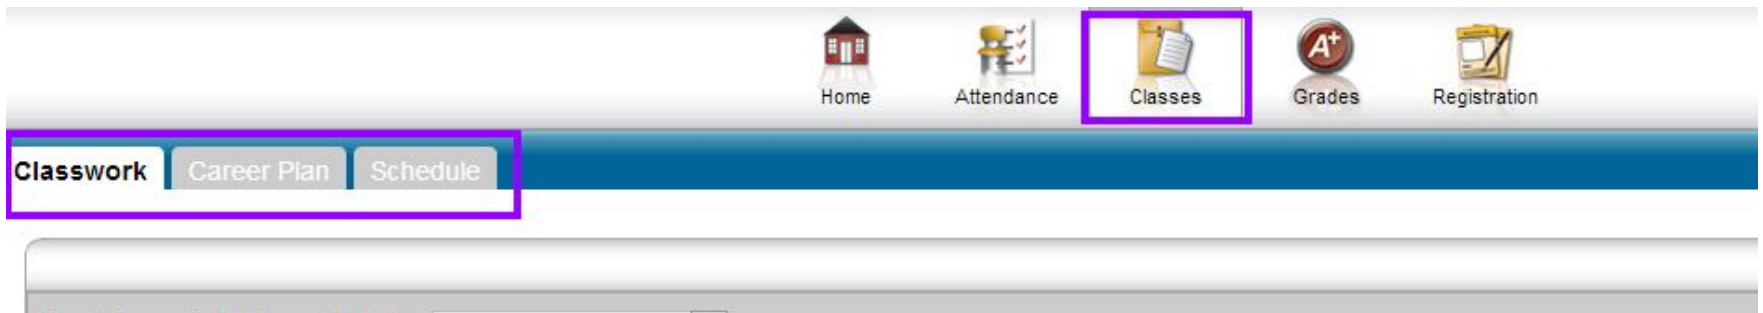 Home Attendance Classes A+ Grades Registration
Classwork Career Plan Schedule